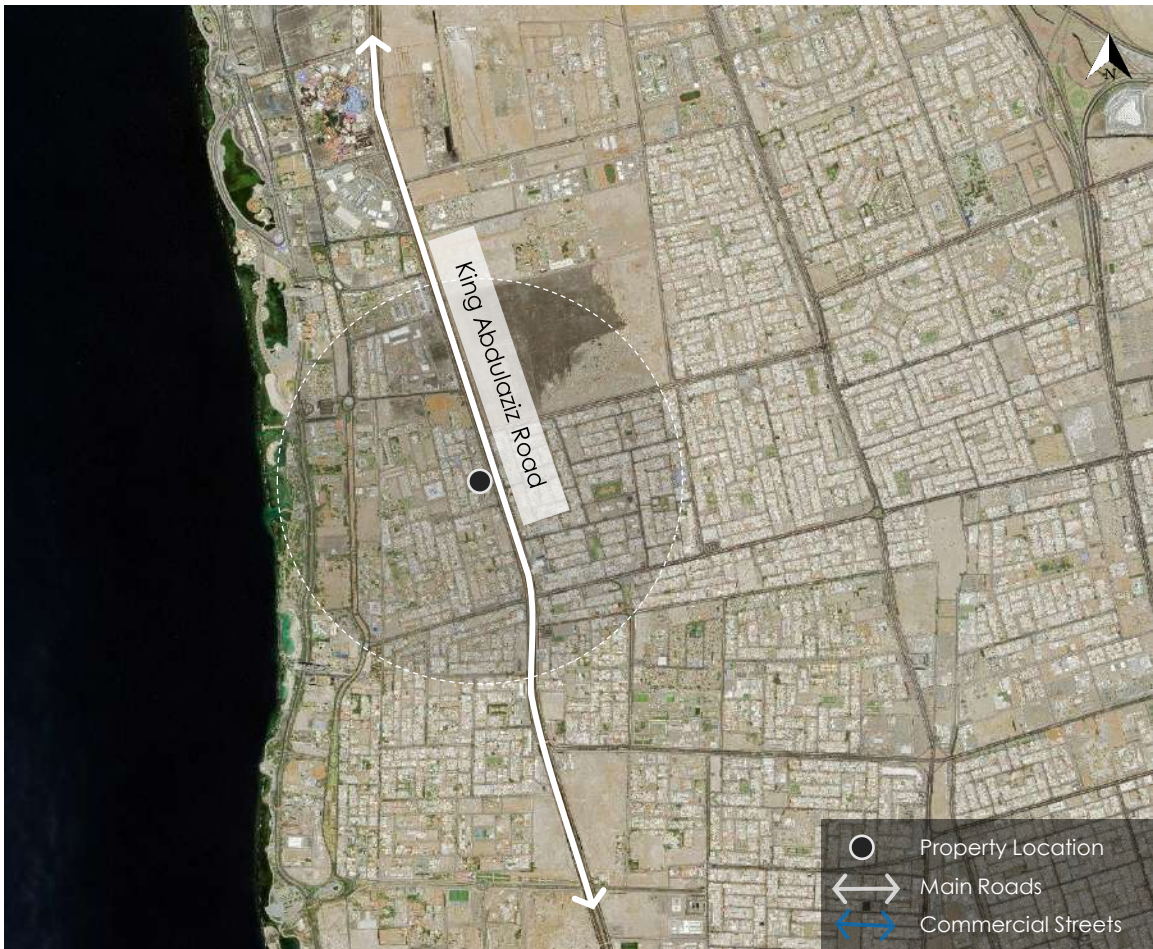 N
King Abdulaziz Road
Property Location
Main Roads
Commercial Streets